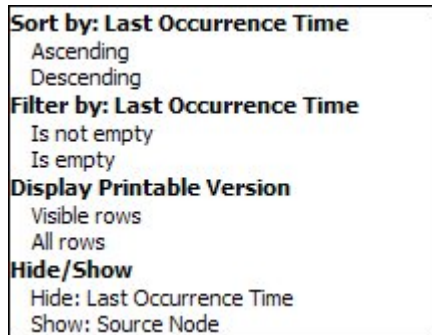 Sort by: Last Occurrence Time
Ascending
Descending
Filter by: Last Occurrence Time
Is not empty
Is empty
Display Printable Version
Visible rows
All rows
Hide/Show
Hide: Last Occurrence Time
Show: Source Node